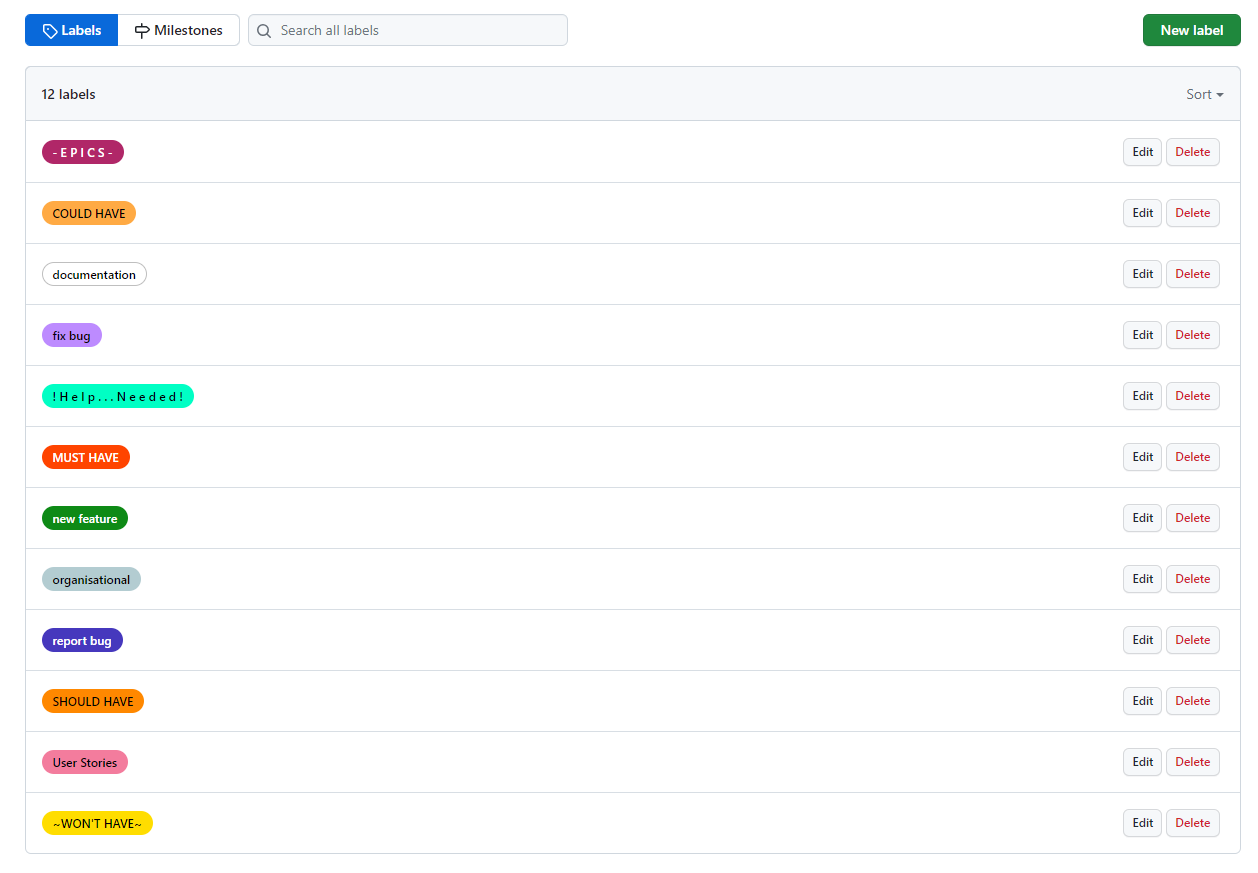 Labels Milestones Search all labels New label
12 labels Sort
- E P I C S - Edit Delete
COULD HAVE Edit Delete
documentation Edit Delete
fix bug Edit Delete
! H e l p . . . N e e d e d ! Edit Delete
MUST HAVE Edit Delete
new feature Edit Delete
organisational Edit Delete
report bug Edit Delete
SHOULD HAVE Edit Delete
User Stories Edit Delete
~WON'T HAVE~ Edit Delete